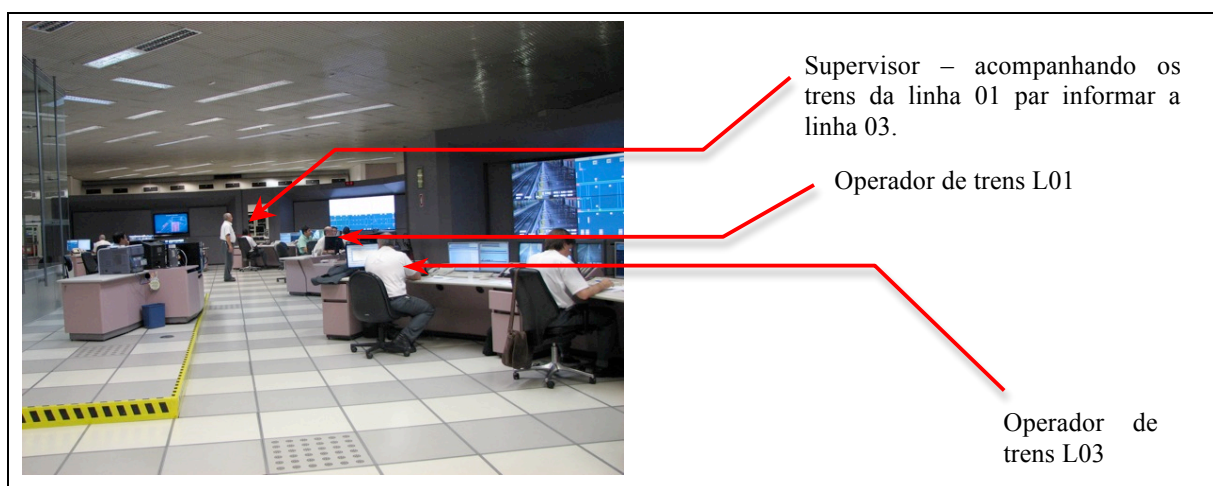 Supervisor – acompanhando os
trens da linha 01 par informar a
linha 03.
Operador de trens L01
Operador de
trens L03